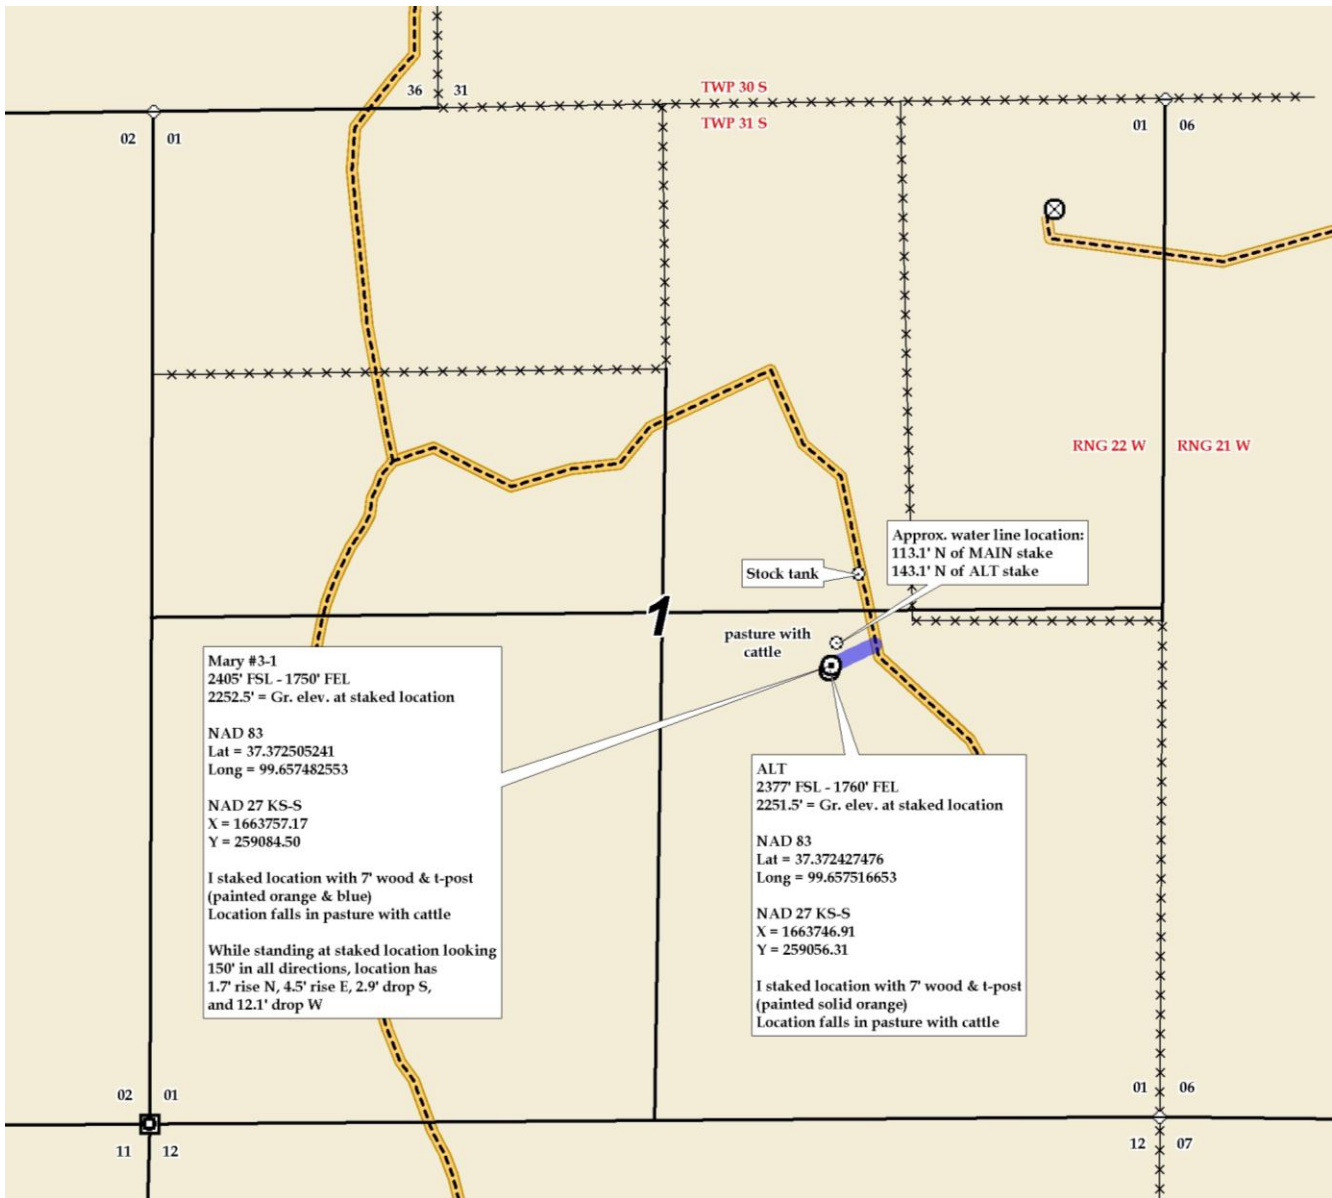 36 31
TWP 30 S
TWP 31 S
02 01
01 06
RNG 22 W RNG 21 W
Approx. water line location:
113.1' N of MAIN stake
143.1' N of ALT stake
Stock tank
1
pasture with
cattle
Mary #3-1
2405' FSL - 1750' FEL
2252.5' = Gr. elev. at staked location
NAD 83
Lat = 37.372505241
Long = 99.657482553
NAD 27 KS-S
X = 1663757.17
Y = 259084.50
I staked location with 7' wood & t-post
(painted orange & blue)
Location falls in pasture with cattle
While standing at staked location looking
150' in all directions, location has
1.7' rise N, 4.5' rise E, 2.9' drop S,
and 12.1' drop W
ALT
2377' FSL - 1760' FEL
2251.5' = Gr. elev. at staked location
NAD 83
Lat = 37.372427476
Long = 99.657516653
NAD 27 KS-S
X = 1663746.91
Y = 259056.31
I staked location with 7' wood & t-post
(painted solid orange)
Location falls in pasture with cattle
02 01
01 06
11 12
12 07